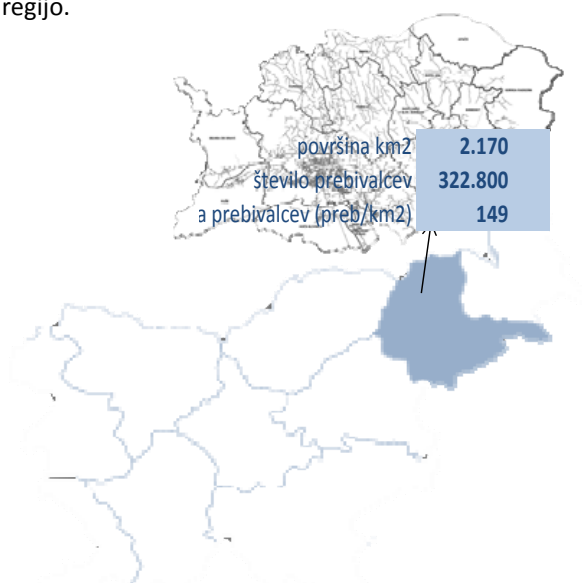 regijo.
površina km2 2.170
število prebivalcev 322.800
a prebivalcev (preb/km2) 149